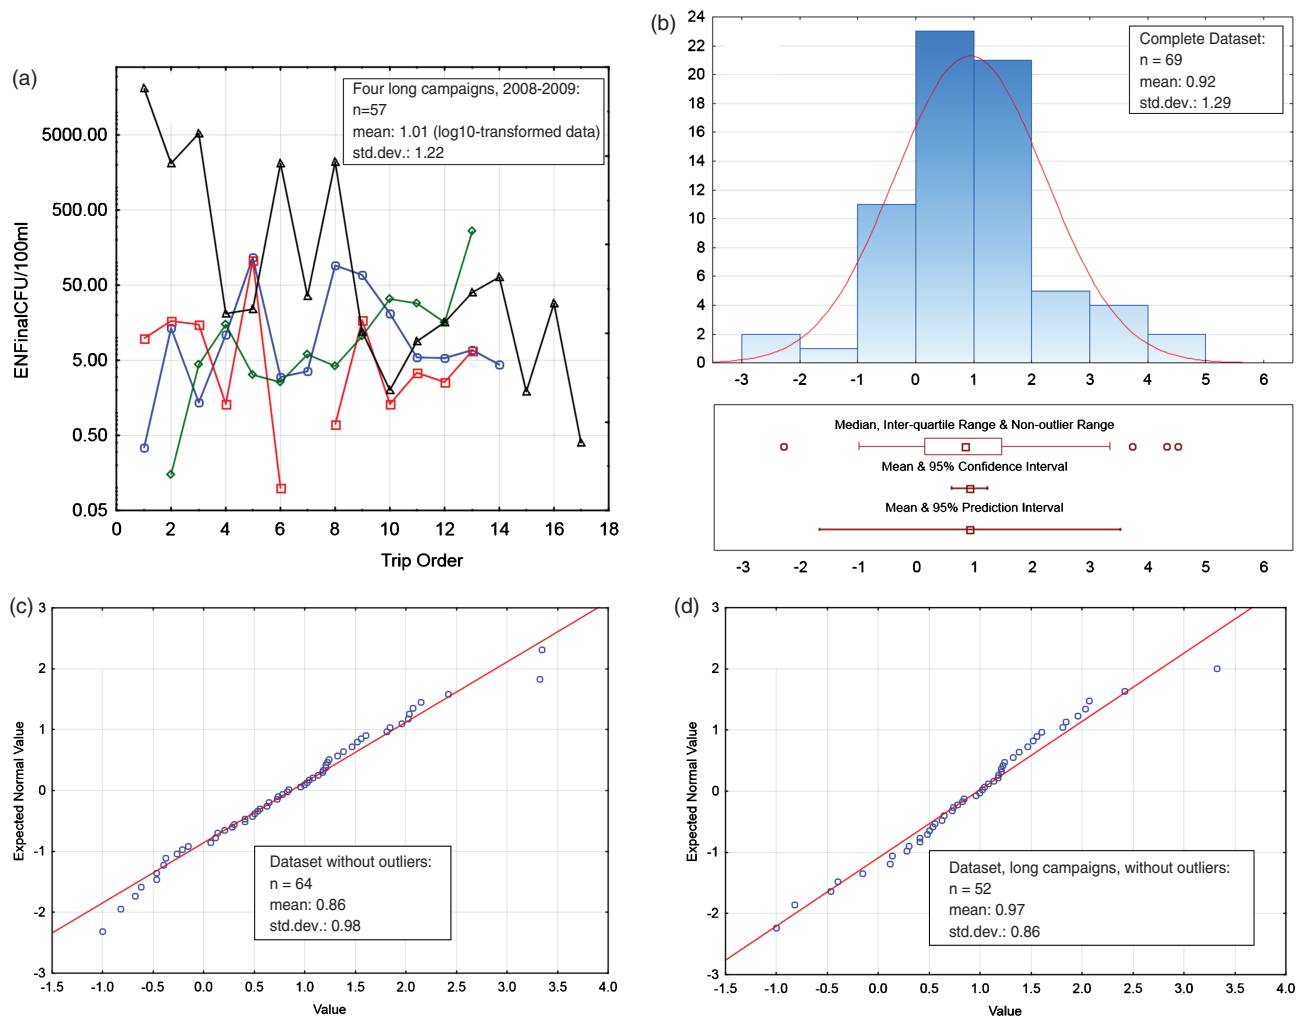 (a)
Four long campaigns, 2008-2009:
n=57
mean: 1.01 (log10-transformed data)
std.dev.: 1.22
ENFinalCFU/100ml
5000.00
500.00
50.00
5.00
0.50
0.05
0 2 4 6 8 10 12 14 16 18
Trip Order
(b)
Complete Dataset:
n = 69
mean: 0.92
std.dev.: 1.29
24
22
20
18
16
14
12
10
8
6
4
2
0
-3 -2 -1 0 1 2 3 4 5 6
Median, Inter-quartile Range & Non-outlier Range
Mean & 95% Confidence Interval
Mean & 95% Prediction Interval
-3 -2 -1 0 1 2 3 4 5 6
(c)
Expected Normal Value
3
2
1
0
-1
-2
-3
Dataset without outliers:
n = 64
mean: 0.86
std.dev.: 0.98
-1.5 -1.0 -0.5 0.0 0.5 1.0 1.5 2.0 2.5 3.0 3.5 4.0
Value
(d)
Expected Normal Value
3
2
1
0
-1
-2
-3
Dataset, long campaigns, without outliers:
n = 52
mean: 0.97
std.dev.: 0.86
-1.5 -1.0 -0.5 0.0 0.5 1.0 1.5 2.0 2.5 3.0 3.5 4.0
Value